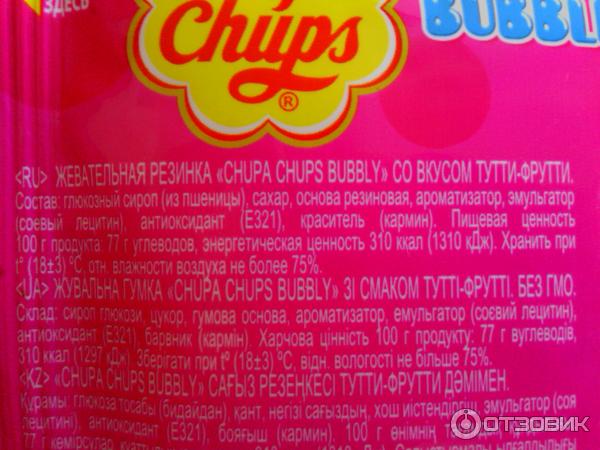 ЗДЕСЬ
Chups
®
BUBBL
<RU> ЖЕВАТЕЛЬНАЯ РЕЗИНКА «CHUPA CHUPS BUBBLY» СО ВКУСОМ ТУТТИ-ФРУТТИ.
Состав: глюкозный сироп (из пшеницы), сахар, основа резиновая, ароматизатор, эмульгатор
(соевый лецитин), антиоксидант (Е321), краситель (кармин). Пищевая ценность
100 г продукта: 77 г углеводов, энергетическая ценность 310 ккал (1310 кДж). Хранить при
t° (18±3) °C, отн. влажности воздуха не более 75%.
<UA> ЖУВАЛЬНА ГУМКА «CHUPA CHUPS BUBBLY» ЗІ СМАКОМ ТУТТІ-ФРУТТІ. БЕЗ ГМО.
Склад: сироп глюкози, цукор, гумова основа, ароматизатор, емульгатор (соєвий лецитин),
антиоксидант (Е321), барвник (кармін). Харчова цінність 100 г продукту: 77 г вуглеводів,
310 ккал (1297 кДж). Зберігати при t° (18±3) °C, відн. вологості не більше 75%.
<KZ> «CHUPA CHUPS BUBBLY» САҒЫЗ РЕЗЕҢКЕСІ ТУТТИ-ФРУТТИ ДӘМІМЕН.
Құрамы: глюкоза тосабы (бидайдан), қант, негізі сағыздың, хош иістендіргіш, эмульгатор (соя
лецитині), антиоксидант (Е321), бояғыш (кармин). 100 г өнімнің
77 г көмірсулар,
ОТЗОВИК